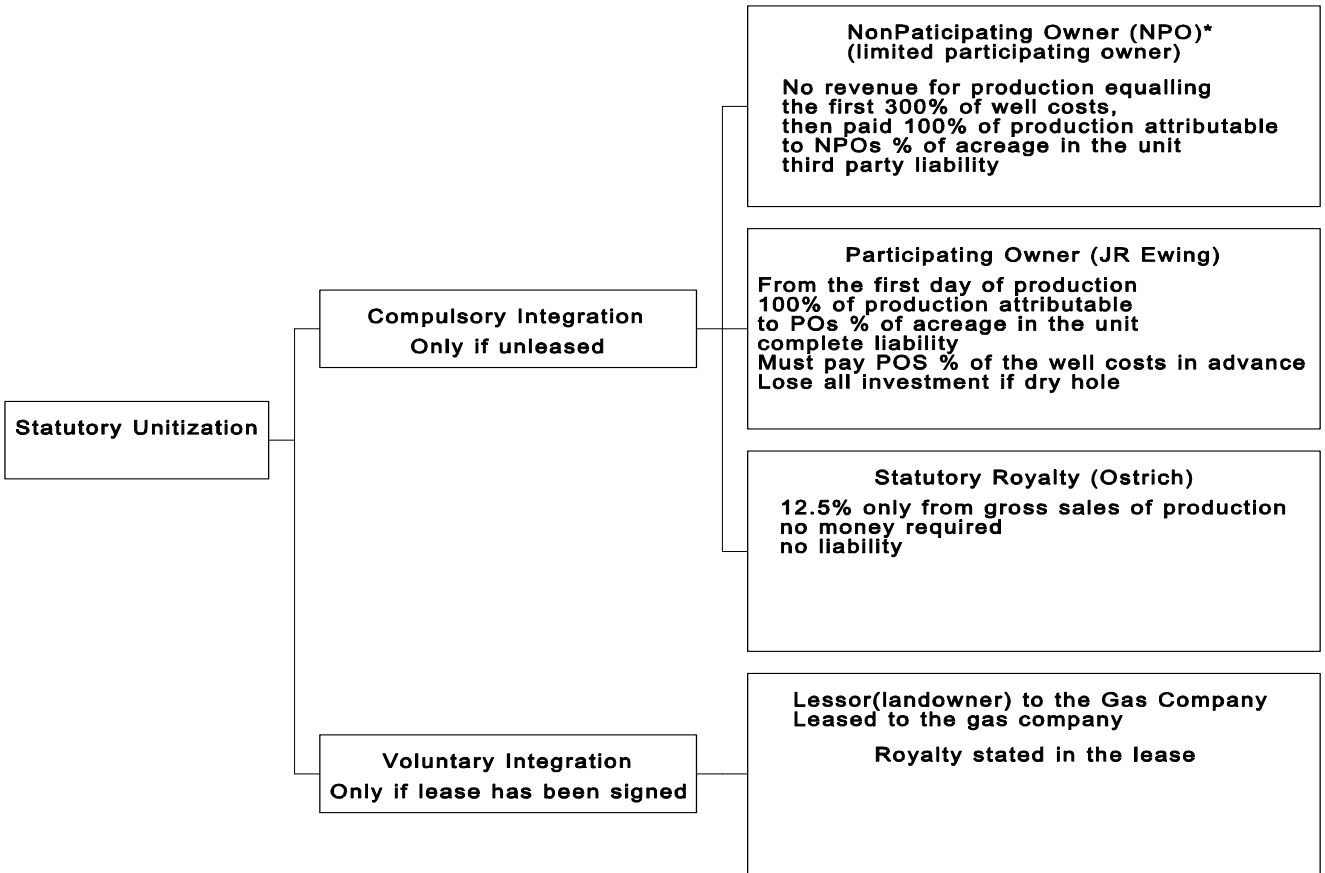 Statutory Unitization
Compulsory Integration
Only if unleased
NonPaticipating Owner (NPO)*
(limited participating owner)
No revenue for production equalling
the first 300% of well costs,
then paid 100% of production attributable
to NPOs % of acreage in the unit
third party liability
Participating Owner (JR Ewing)
From the first day of production
100% of production attributable
to POs % of acreage in the unit
complete liability
Must pay POS % of the well costs in advance
Lose all investment if dry hole
Statutory Royalty (Ostrich)
12.5% only from gross sales of production
no money required
no liability
Voluntary Integration
Only if lease has been signed
Lessor(landowner) to the Gas Company
Leased to the gas company
Royalty stated in the lease